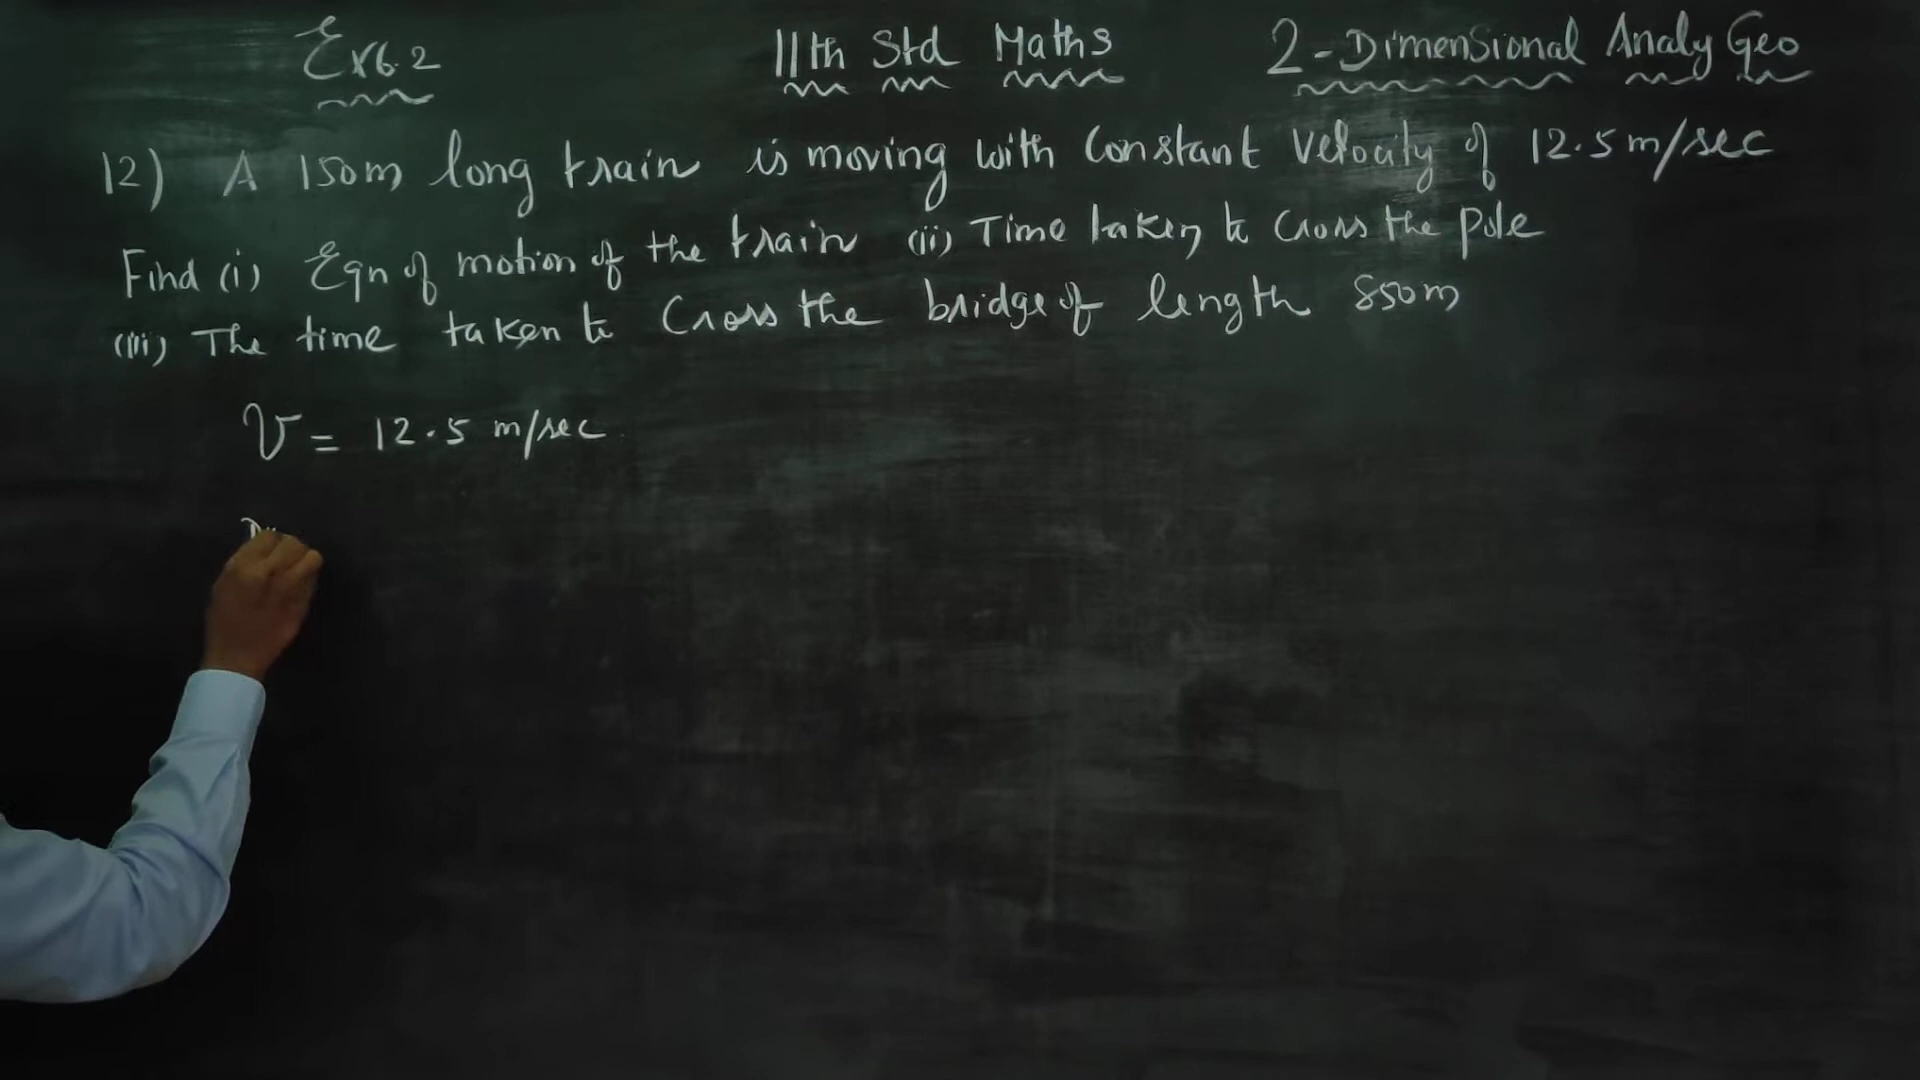 Ex 6.2 11th Std Maths 2-Dimensional Analy Geo
12) A 150m long train is moving with constant velocity of 12.5 m/sec
Find (i) Eqn of motion of the train (ii) Time taken to cross the pole
(iii) The time taken to cross the bridge of length 850m
V = 12.5 m/sec